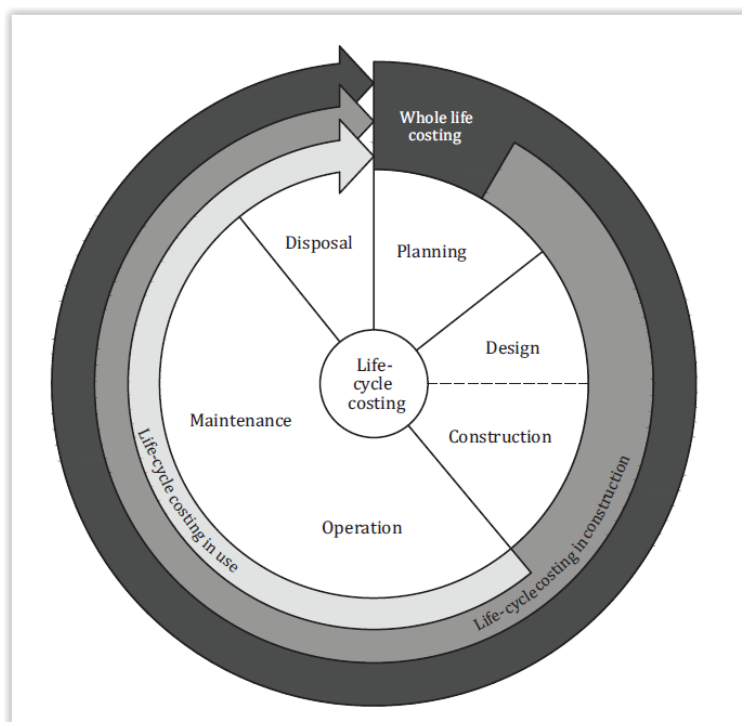 Whole life
costing
Disposal
Planning
Design
Life-
cycle
costing
Maintenance
Construction
Operation
Life-cycle costing in use
Life-cycle costing in construction